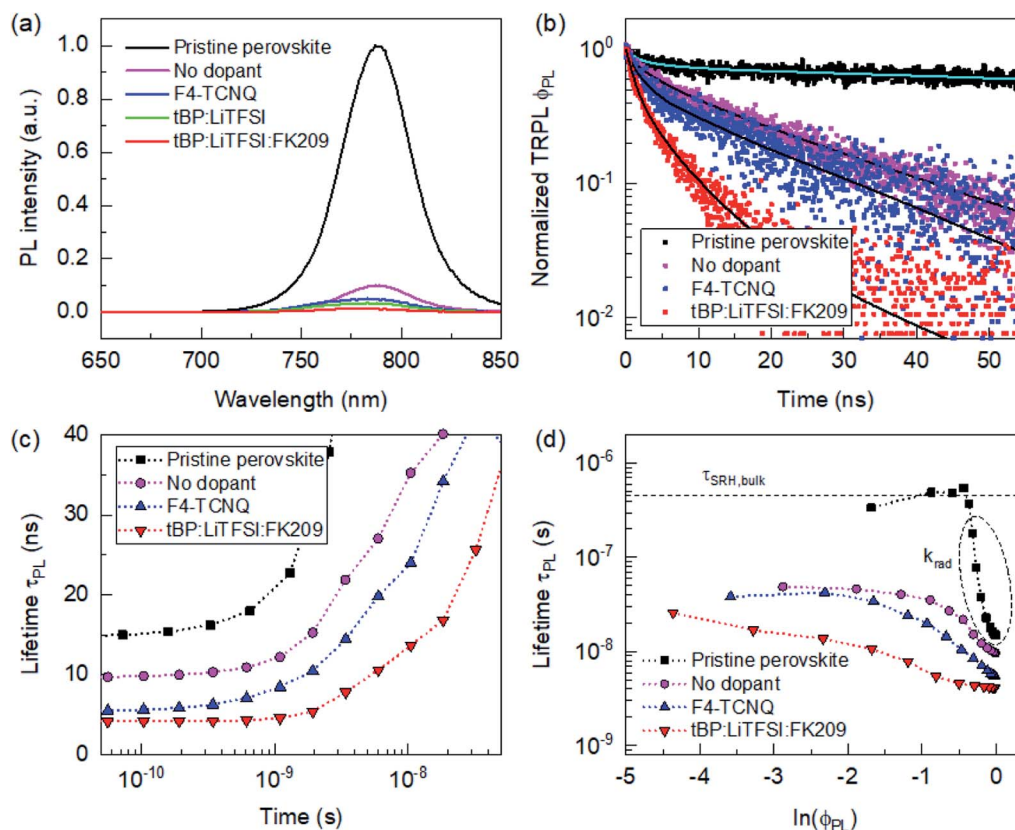 (a)
PL intensity (a.u.)
1.0
0.8
0.6
0.4
0.2
0.0
Pristine perovskite
No dopant
F4-TCNQ
tBP:LiTFSI
tBP:LiTFSI:FK209
650 700 750 800 850
Wavelength (nm)
(b)
Normalized TRPL ϕPL
10⁰
10⁻¹
10⁻²
Pristine perovskite
No dopant
F4-TCNQ
tBP:LiTFSI:FK209
0 10 20 30 40 50
Time (ns)
(c)
Lifetime τPL (ns)
40
30
20
10
0
Pristine perovskite
No dopant
F4-TCNQ
tBP:LiTFSI:FK209
10⁻¹⁰ 10⁻⁹ 10⁻⁸
Time (s)
(d)
Lifetime τPL (s)
10⁻⁶
10⁻⁷
10⁻⁸
10⁻⁹
τSRH,bulk
krad
Pristine perovskite
No dopant
F4-TCNQ
tBP:LiTFSI:FK209
-5 -4 -3 -2 -1 0
ln(ϕPL)